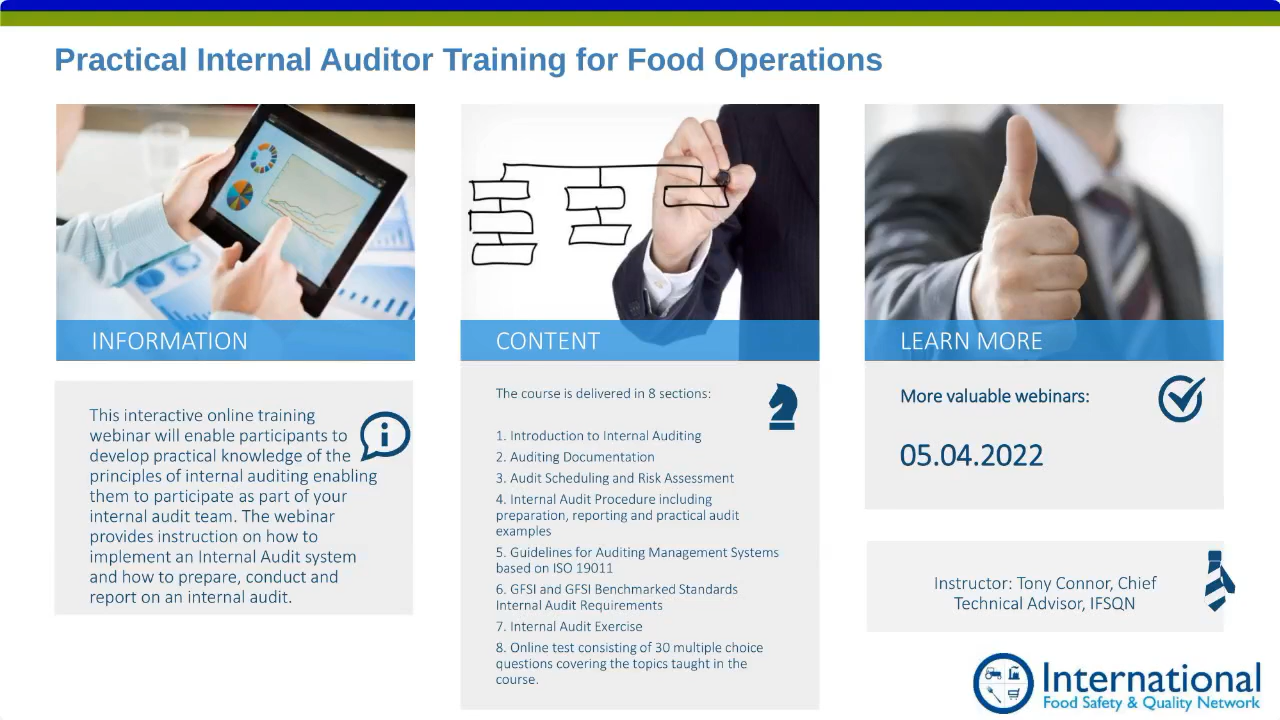 Practical Internal Auditor Training for Food Operations
INFORMATION
This interactive online training
webinar will enable participants to
develop practical knowledge of the
principles of internal auditing enabling
them to participate as part of your
internal audit team. The webinar
provides instruction on how to
implement an Internal Audit system
and how to prepare, conduct and
report on an internal audit.
CONTENT
The course is delivered in 8 sections:
1. Introduction to Internal Auditing
2. Auditing Documentation
3. Audit Scheduling and Risk Assessment
4. Internal Audit Procedure including
preparation, reporting and practical audit
examples
5. Guidelines for Auditing Management Systems
based on ISO 19011
6. GFSI and GFSI Benchmarked Standards
Internal Audit Requirements
7. Internal Audit Exercise
8. Online test consisting of 30 multiple choice
questions covering the topics taught in the
course.
LEARN MORE
More valuable webinars:
05.04.2022
Instructor: Tony Connor, Chief
Technical Advisor, IFSQN
International
Food Safety & Quality Network